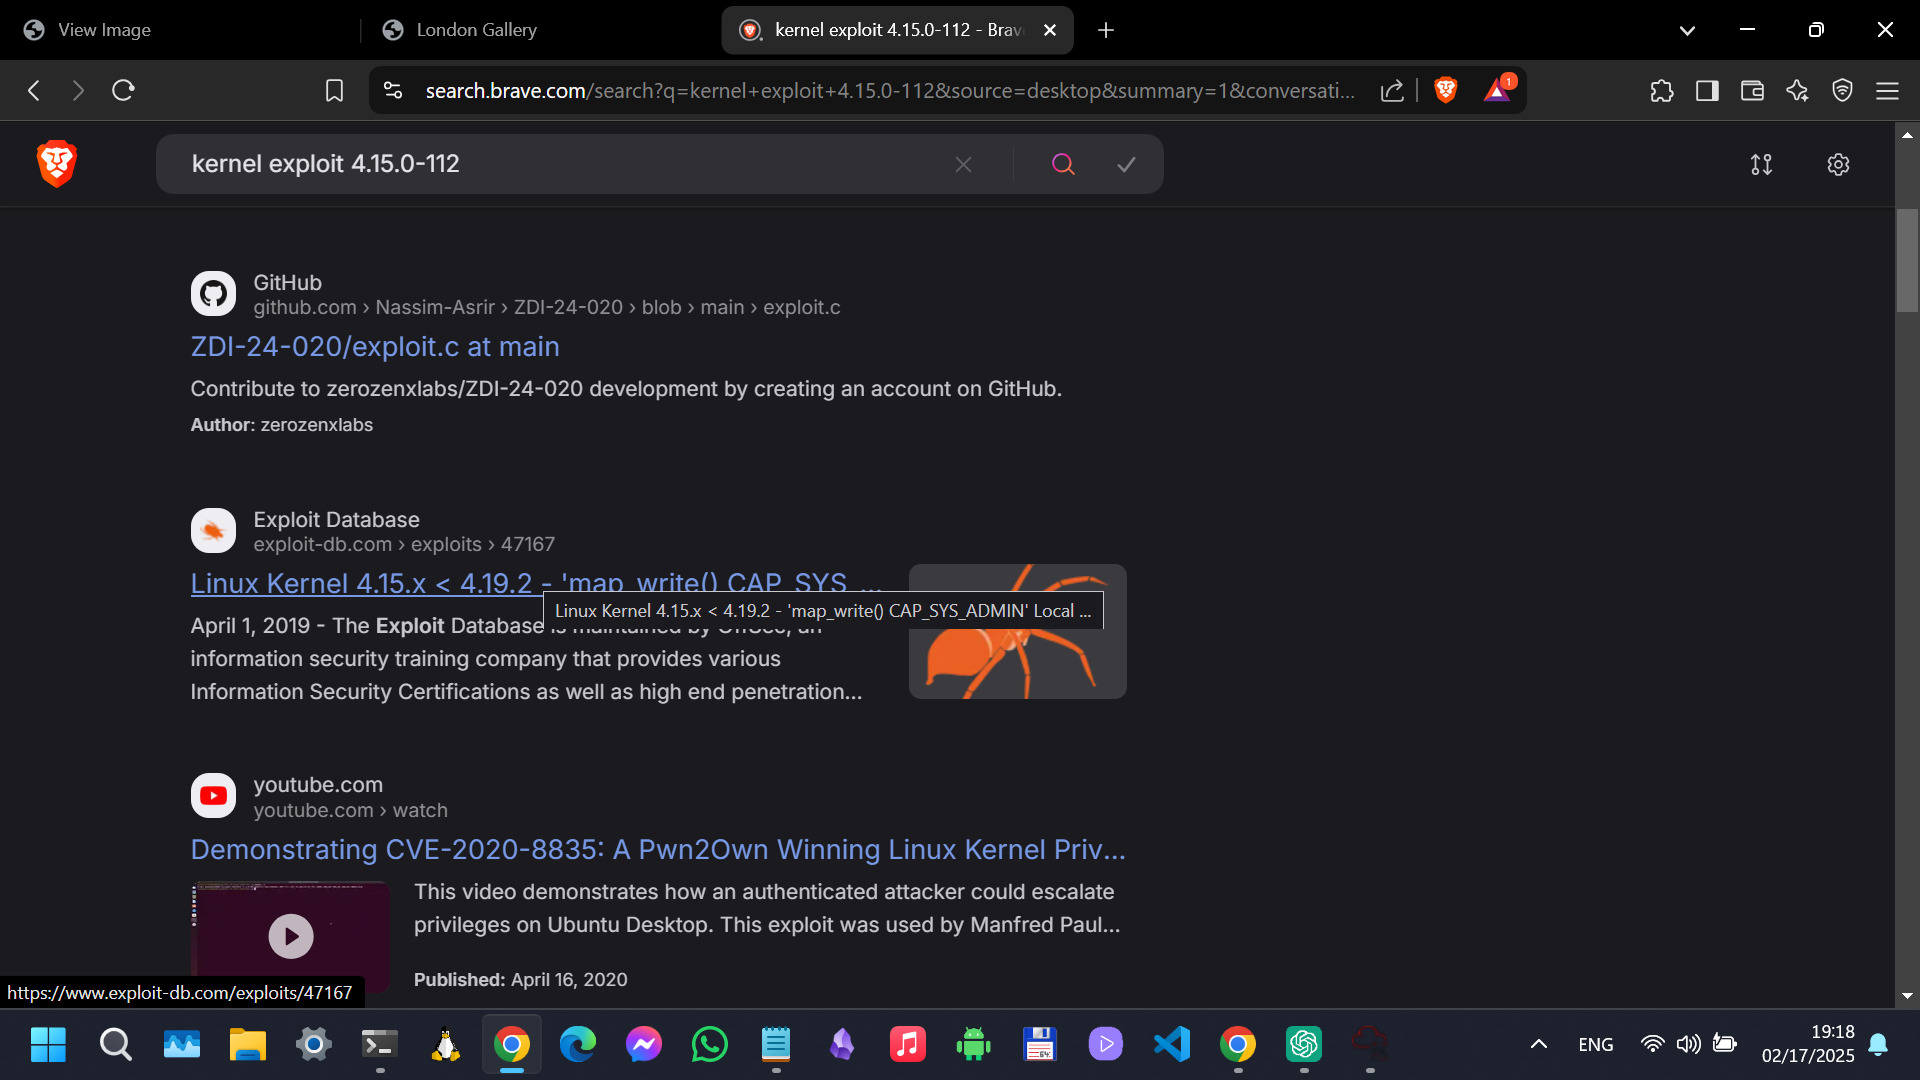 View Image
London Gallery
kernel exploit 4.15.0-112 - Brav
search.brave.com/search?q=kernel+exploit+4.15.0-112&source=desktop&summary=1&conversati...
1
kernel exploit 4.15.0-112
GitHub
github.com › Nassim-Asrir › ZDI-24-020 › blob › main › exploit.c
ZDI-24-020/exploit.c at main
Contribute to zerozenxlabs/ZDI-24-020 development by creating an account on GitHub.
Author: zerozenxlabs
Exploit Database
exploit-db.com › exploits › 47167
Linux Kernel 4.15.x < 4.19.2 - 'map_write() CAP_SYS_...
Linux Kernel 4.15.x < 4.19.2 - 'map_write() CAP_SYS_ADMIN' Local ...
April 1, 2019 - The Exploit Database is maintained by OffSec, an
information security training company that provides various
Information Security Certifications as well as high end penetration...
youtube.com
youtube.com › watch
Demonstrating CVE-2020-8835: A Pwn2Own Winning Linux Kernel Priv...
This video demonstrates how an authenticated attacker could escalate
privileges on Ubuntu Desktop. This exploit was used by Manfred Paul...
Published: April 16, 2020
https://www.exploit-db.com/exploits/47167
64
ENG
19:18
02/17/2025